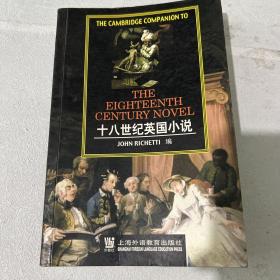 THE CAMBRIDGE COMPANION TO
THE
EIGHTEENTH
CENTURY NOVEL
十八世纪英国小说
JOHN RICHETTI 编
上海外语教育出版社
SHANGHAI FOREIGN LANGUAGE EDUCATION PRESS